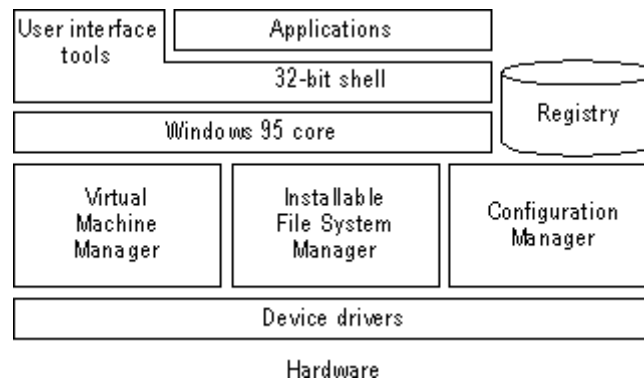 User interface
tools
Applications
32-bit shell
Registry
Windows 95 core
Virtual
Machine
Manager
Installable
File System
Manager
Configuration
Manager
Device drivers
Hardware